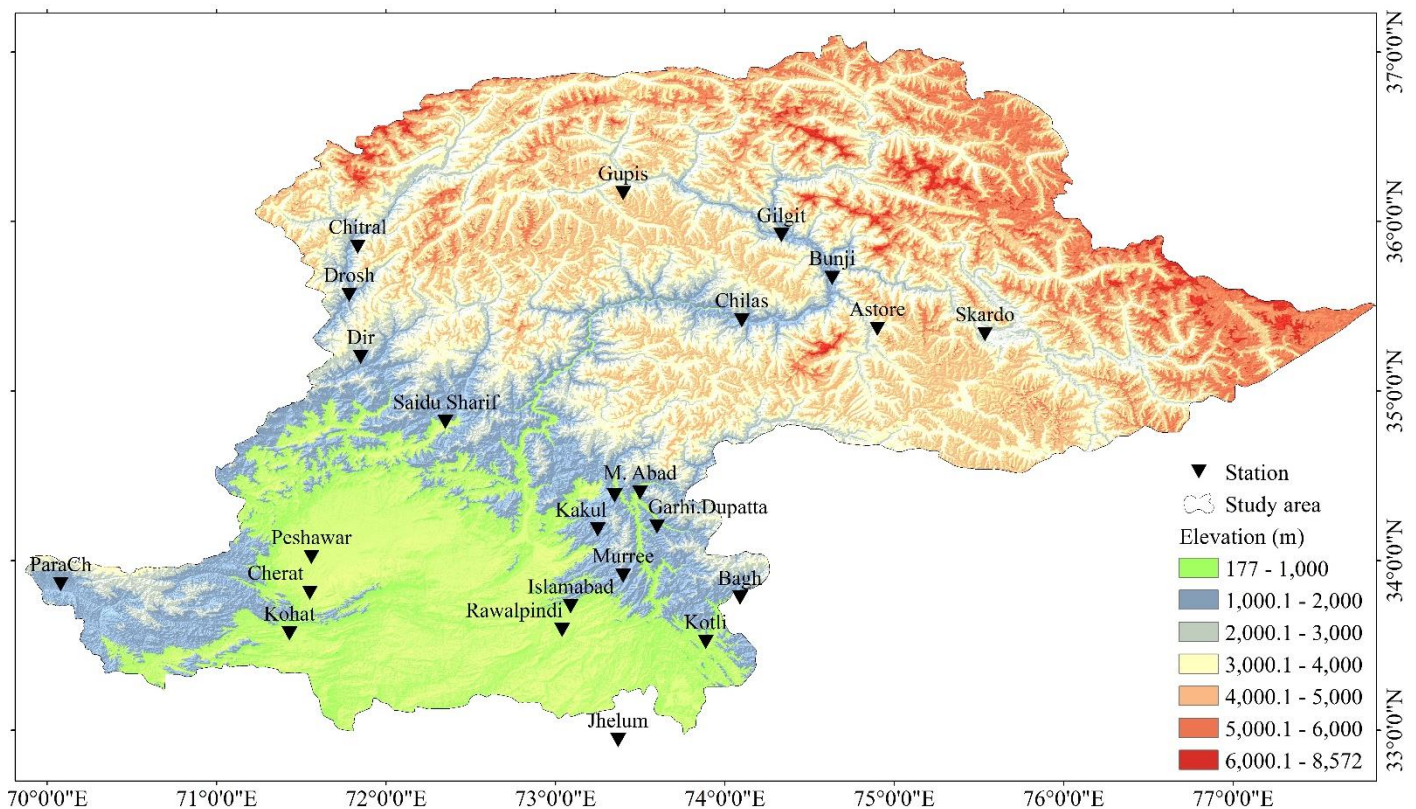 Gupis
Chitral
Gilgit
Drosh
Bunji
Chilas
Astore
Skardo
Dir
Saidu Sharif
M. Abad
Kakul
Garhi.Dupatta
Peshawar
ParaCh
Cherat
Murree
Islamabad
Bagh
Kohat
Rawalpindi
Kotli
Jhelum
Station
Study area
Elevation (m)
177 - 1,000
1,000.1 - 2,000
2,000.1 - 3,000
3,000.1 - 4,000
4,000.1 - 5,000
5,000.1 - 6,000
6,000.1 - 8,572
37°0'0"N
36°0'0"N
35°0'0"N
34°0'0"N
33°0'0"N
70°0'0"E
71°0'0"E
72°0'0"E
73°0'0"E
74°0'0"E
75°0'0"E
76°0'0"E
77°0'0"E